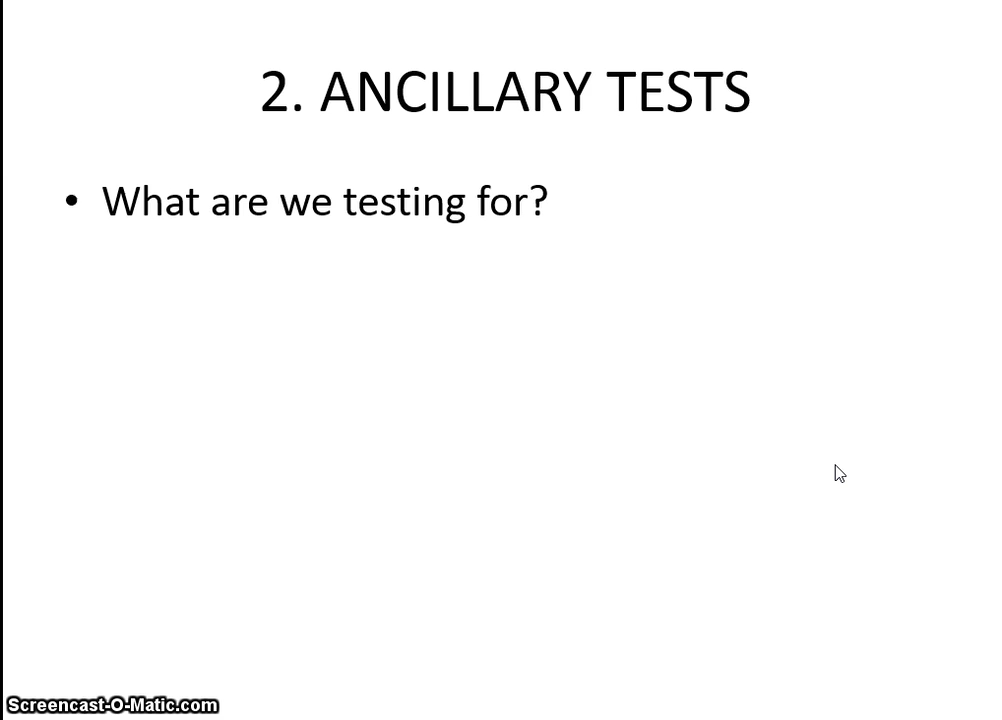 2. ANCILLARY TESTS
• What are we testing for?
Screencast-O-Matic.com